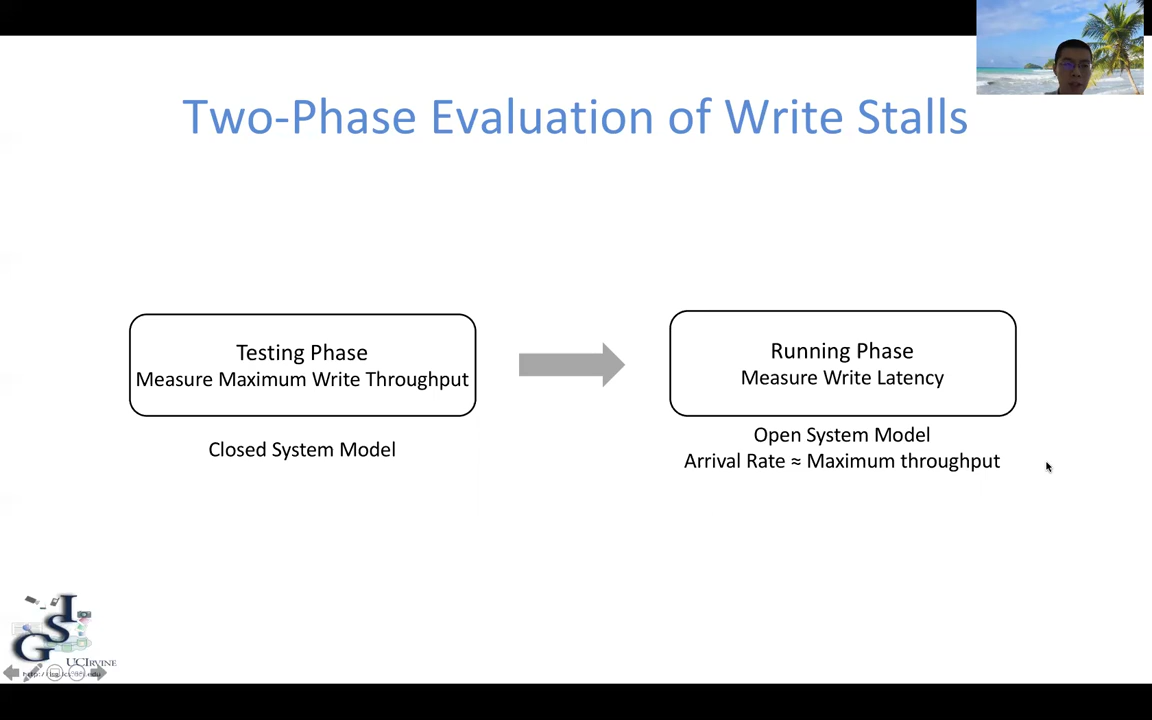 Two-Phase Evaluation of Write Stalls
Testing Phase
Measure Maximum Write Throughput
Closed System Model
Running Phase
Measure Write Latency
Open System Model
Arrival Rate ≈ Maximum throughput
ISG
UCIRVINE